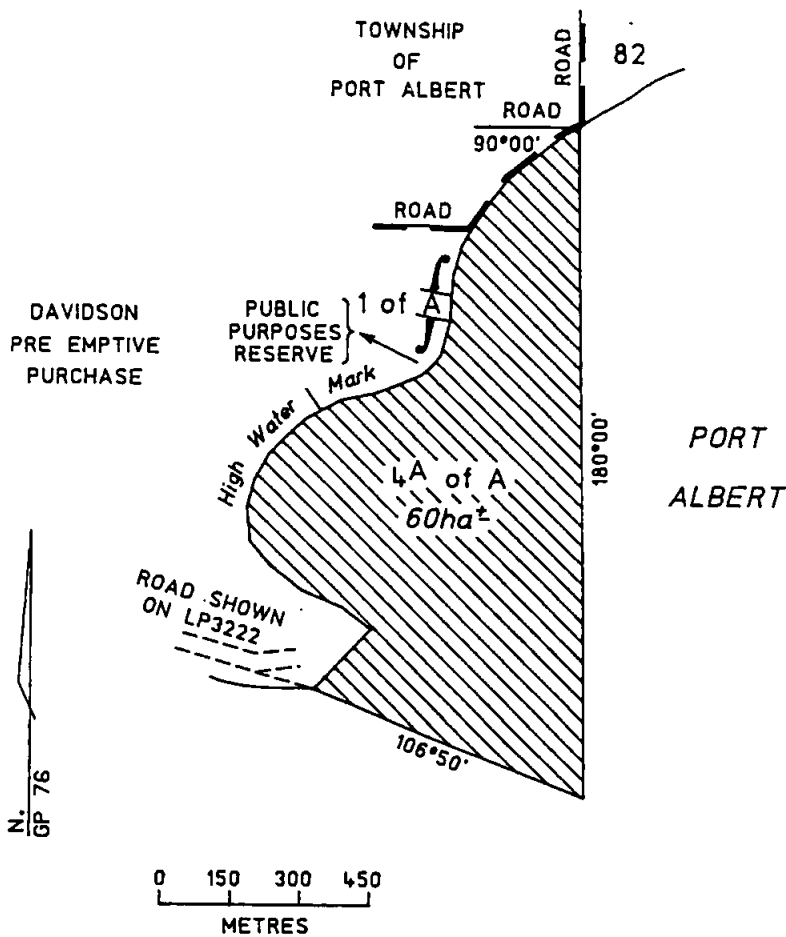 TOWNSHIP
OF
PORT ALBERT
ROAD
82
ROAD
90°00'
ROAD
1 of A
PUBLIC
PURPOSES
RESERVE
DAVIDSON
PRE EMPTIVE
PURCHASE
High Water Mark
4A of A
60ha±
180°00'
PORT
ALBERT
ROAD SHOWN
ON LP3222
106°50'
N.
GP 76
0 150 300 450
METRES